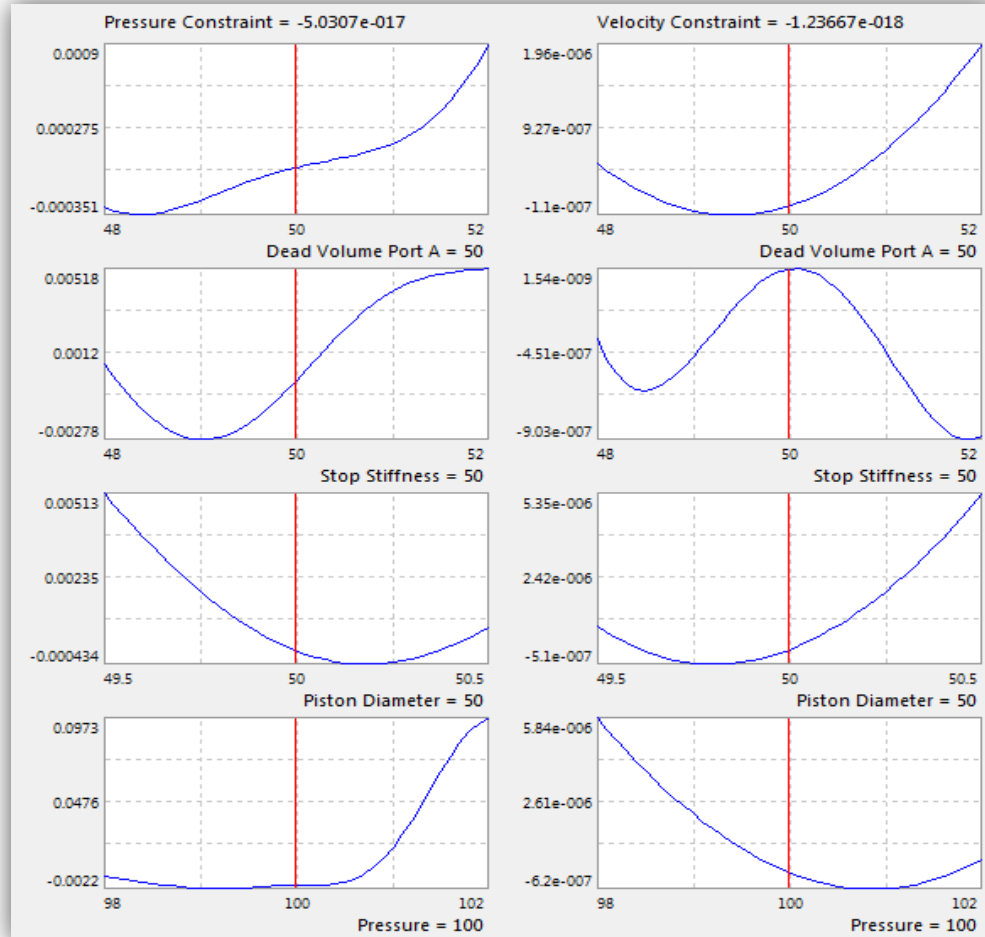 Pressure Constraint = -5.0307e-017 Velocity Constraint = -1.23667e-018
0.0009 1.96e-006
0.000275 9.27e-007
-0.000351 -1.1e-007
48 50 52 48 50 52
Dead Volume Port A = 50 Dead Volume Port A = 50
0.00518 1.54e-009
0.0012 -4.51e-007
-0.00278 -9.03e-007
48 50 52 48 50 52
Stop Stiffness = 50 Stop Stiffness = 50
0.00513 5.35e-006
0.00235 2.42e-006
-0.000434 -5.1e-007
49.5 50 50.5 49.5 50 50.5
Piston Diameter = 50 Piston Diameter = 50
0.0973 5.84e-006
0.0476 2.61e-006
-0.0022 -6.2e-007
98 100 102 98 100 102
Pressure = 100 Pressure = 100